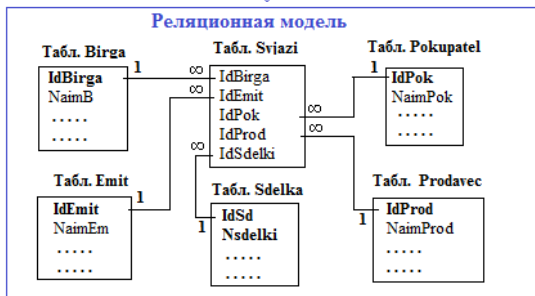 Реляционная модель
Табл. Birga
1
IdBirga
NaimB
.....
.....
Табл. Svjazi
∞
IdBirga
∞
IdEmit
IdPok
∞
IdProd
∞
∞
IdSdelki
Табл. Pokupatel
1
IdPok
NaimPok
.....
.....
Табл. Emit
1
IdEmit
NaimEm
.....
.....
Табл. Sdelka
1
IdSd
Nsdelki
.....
.....
Табл. Prodavec
1
IdProd
NaimProd
.....
.....